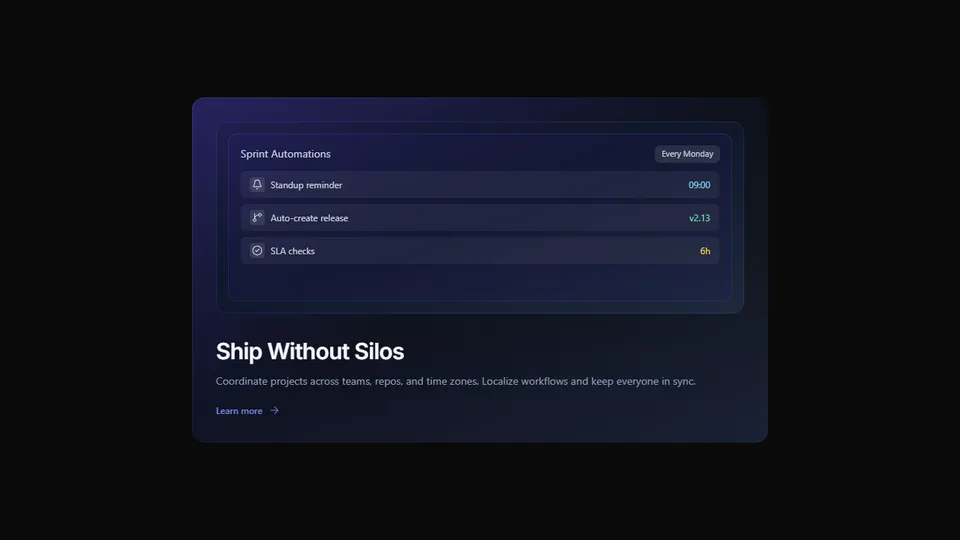 Sprint Automations
Every Monday
Standup reminder
09:00
Auto-create release
v2.13
SLA checks
6h
Ship Without Silos
Coordinate projects across teams, repos, and time zones. Localize workflows and keep everyone in sync.
Learn more